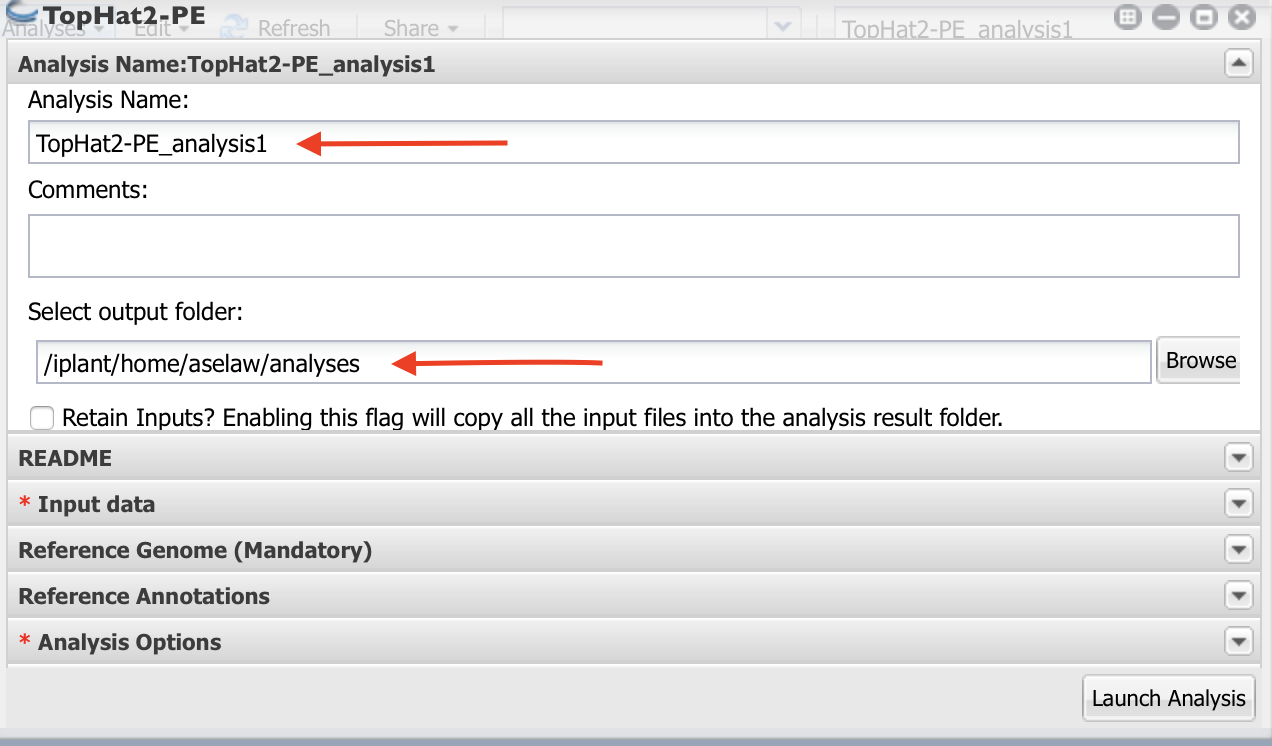 TopHat2-PE
Analyses Edit Refresh Share TopHat2-PE_analysis1
Analysis Name:TopHat2-PE_analysis1
Analysis Name:
TopHat2-PE_analysis1
Comments:
Select output folder:
/iplant/home/aselaw/analyses
Browse
Retain Inputs? Enabling this flag will copy all the input files into the analysis result folder.
README
* Input data
Reference Genome (Mandatory)
Reference Annotations
* Analysis Options
Launch Analysis